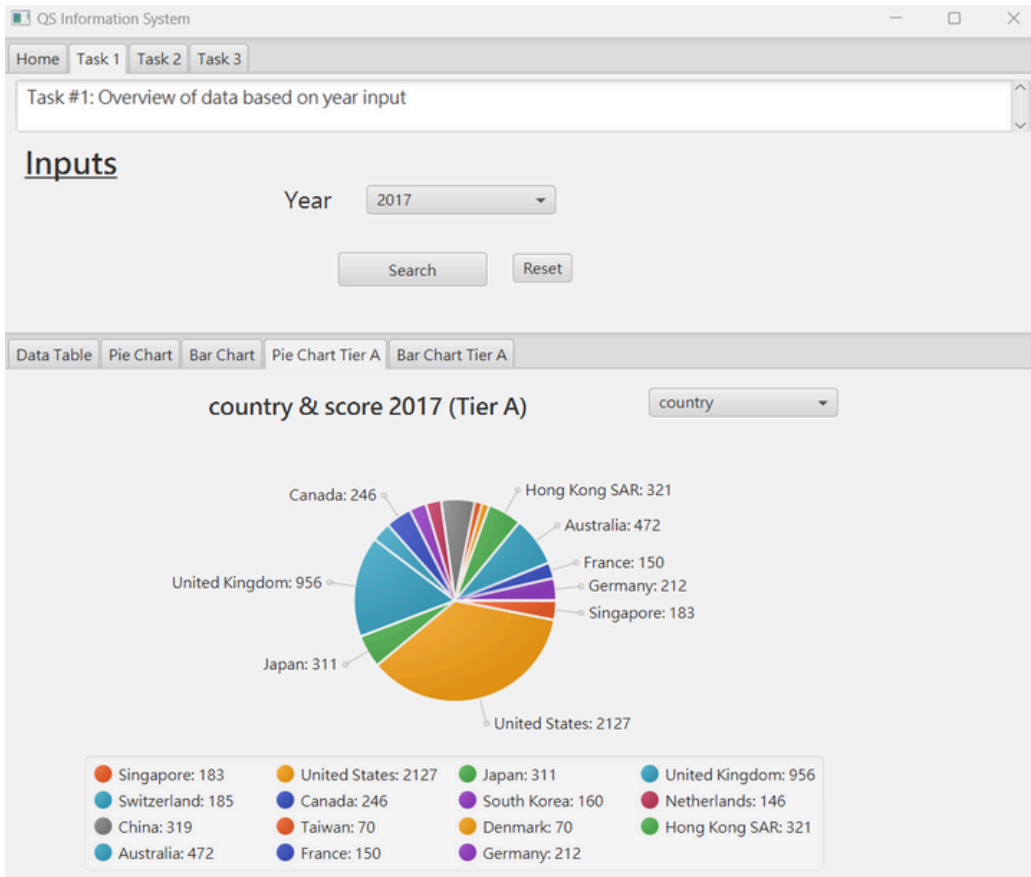 QS Information System
Home Task 1 Task 2 Task 3
Task #1: Overview of data based on year input
Inputs
Year 2017
Search Reset
Data Table Pie Chart Bar Chart Pie Chart Tier A Bar Chart Tier A
country & score 2017 (Tier A) country
Canada: 246 Hong Kong SAR: 321
Australia: 472
France: 150
United Kingdom: 956 Germany: 212
Singapore: 183
Japan: 311
United States: 2127
Singapore: 183 United States: 2127 Japan: 311 United Kingdom: 956
Switzerland: 185 Canada: 246 South Korea: 160 Netherlands: 146
China: 319 Taiwan: 70 Denmark: 70 Hong Kong SAR: 321
Australia: 472 France: 150 Germany: 212